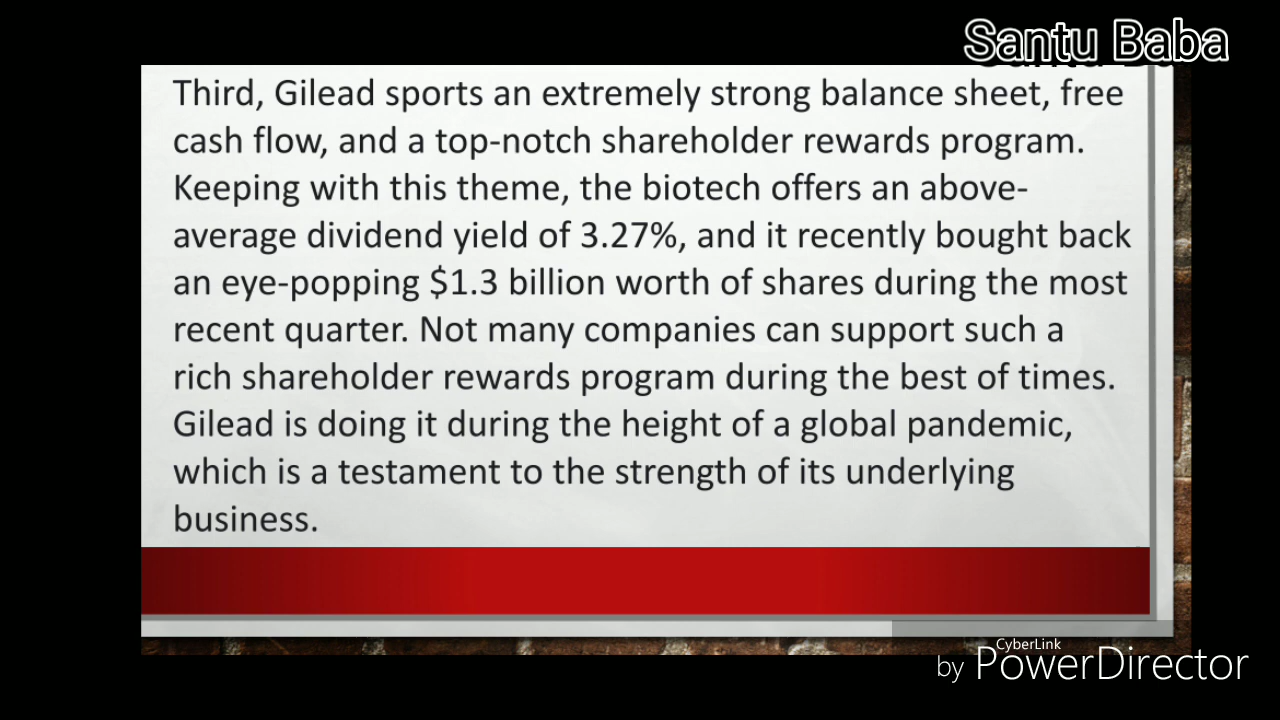 Santu Baba
Third, Gilead sports an extremely strong balance sheet, free
cash flow, and a top-notch shareholder rewards program.
Keeping with this theme, the biotech offers an above-
average dividend yield of 3.27%, and it recently bought back
an eye-popping $1.3 billion worth of shares during the most
recent quarter. Not many companies can support such a
rich shareholder rewards program during the best of times.
Gilead is doing it during the height of a global pandemic,
which is a testament to the strength of its underlying
business.
CyberLink
by PowerDirector